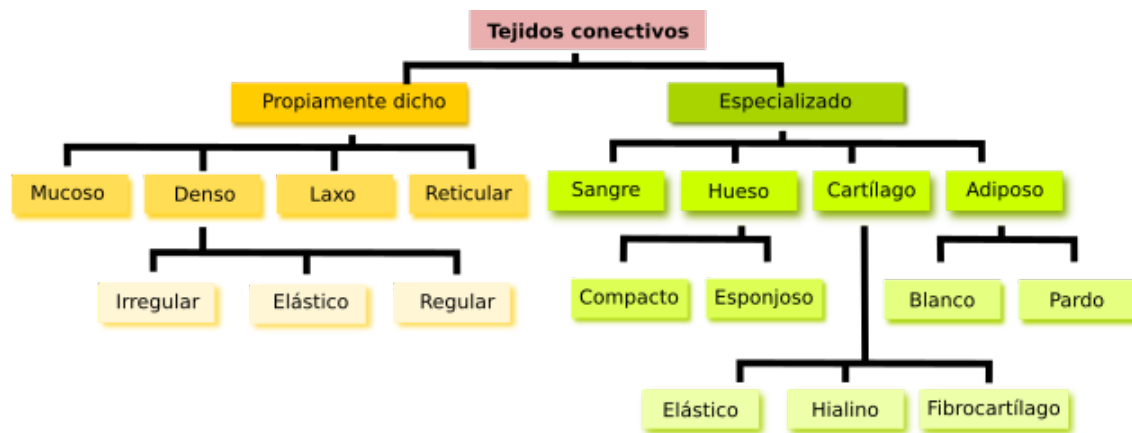 Tejidos conectivos
Propiamente dicho
Especializado
Mucoso
Denso
Laxo
Reticular
Sangre
Hueso
Cartílago
Adiposo
Irregular
Elástico
Regular
Compacto
Esponjoso
Blanco
Pardo
Elástico
Hialino
Fibrocartílago